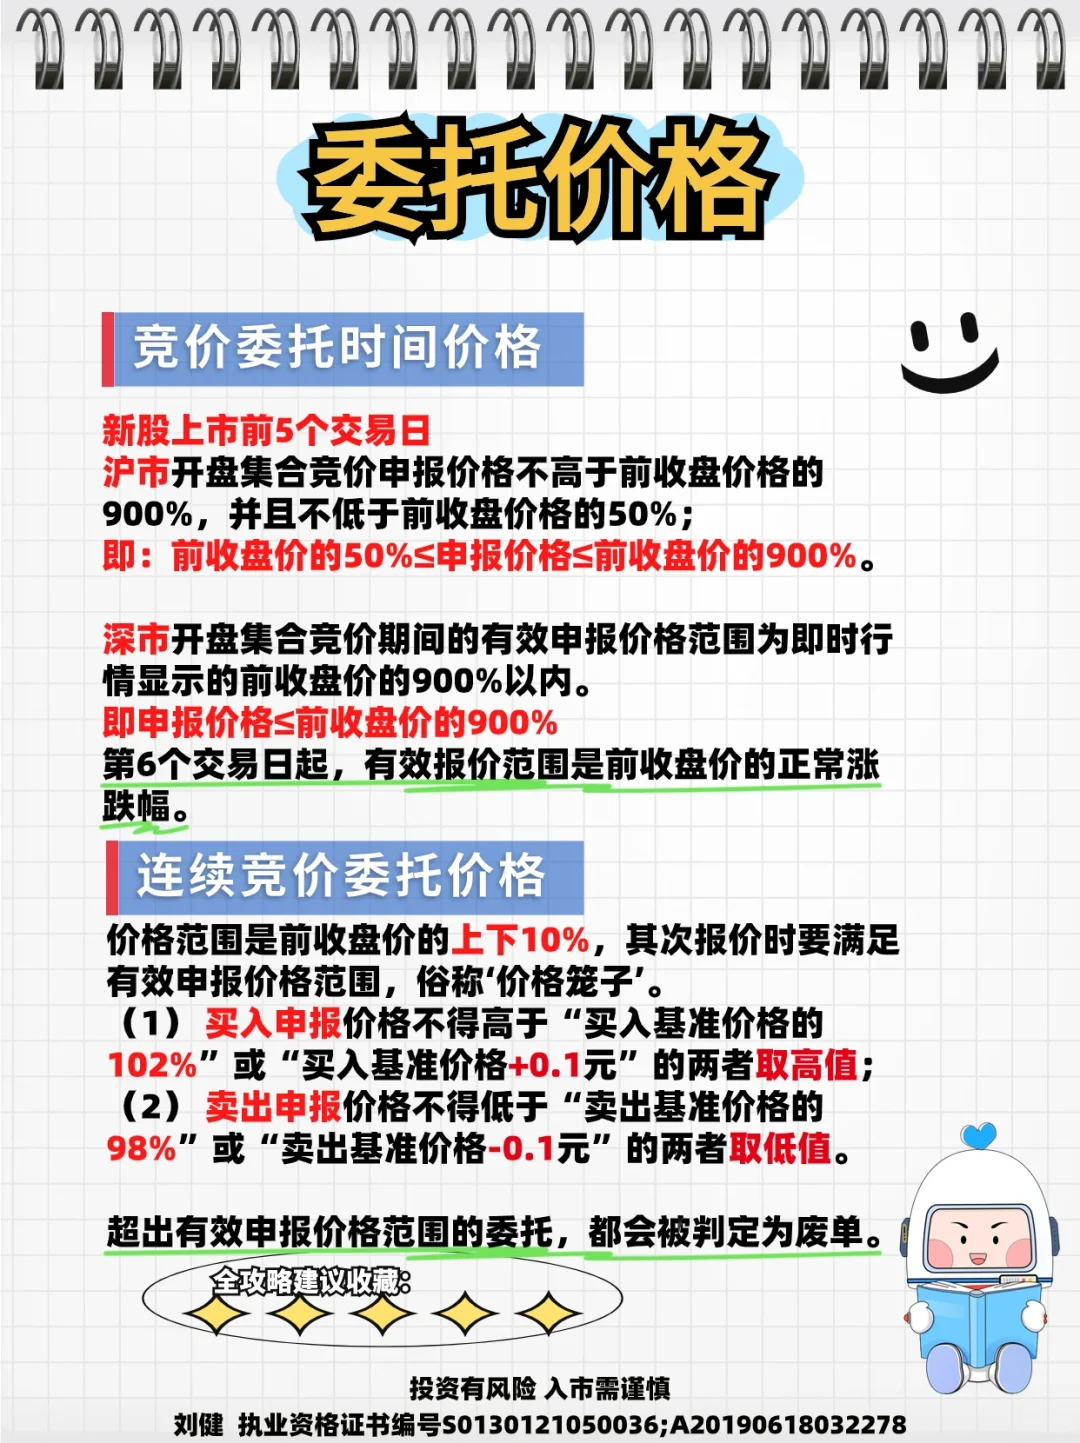 委托价格
竞价委托时间价格
新股上市前5个交易日
沪市开盘集合竞价申报价格不高于前收盘价格的
900%，并且不低于前收盘价格的50%；
即：前收盘价的50%≤申报价格≤前收盘价的900%。
深市开盘集合竞价期间的有效申报价格范围为即时行
情显示的前收盘价的900%以内。
即申报价格≤前收盘价的900%
第6个交易日起，有效报价范围是前收盘价的正常涨
跌幅。
连续竞价委托价格
价格范围是前收盘价的上下10%，其次报价时要满足
有效申报价格范围，俗称‘价格笼子’。
（1）买入申报价格不得高于“买入基准价格的
102%”或“买入基准价格+0.1元”的两者取高值；
（2）卖出申报价格不得低于“卖出基准价格的
98%”或“卖出基准价格-0.1元”的两者取低值。
超出有效申报价格范围的委托，都会被判定为废单。
全攻略建议收藏：
投资有风险 入市需谨慎
刘健 执业资格证书编号S0130121050036;A20190618032278